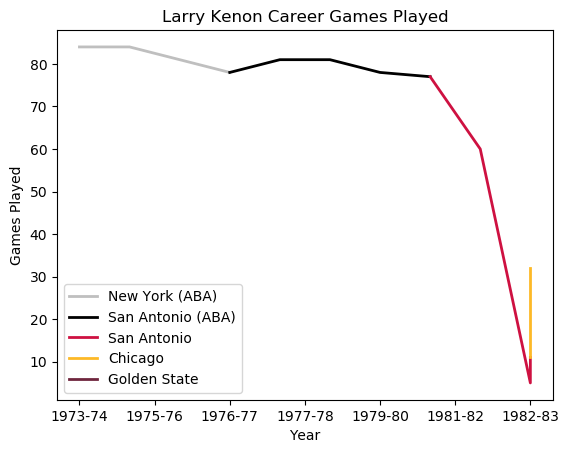 Larry Kenon Career Games Played
Games Played
80
70
60
50
40
30
20
10
New York (ABA)
San Antonio (ABA)
San Antonio
Chicago
Golden State
1973-74 1975-76 1976-77 1977-78 1979-80 1981-82 1982-83
Year